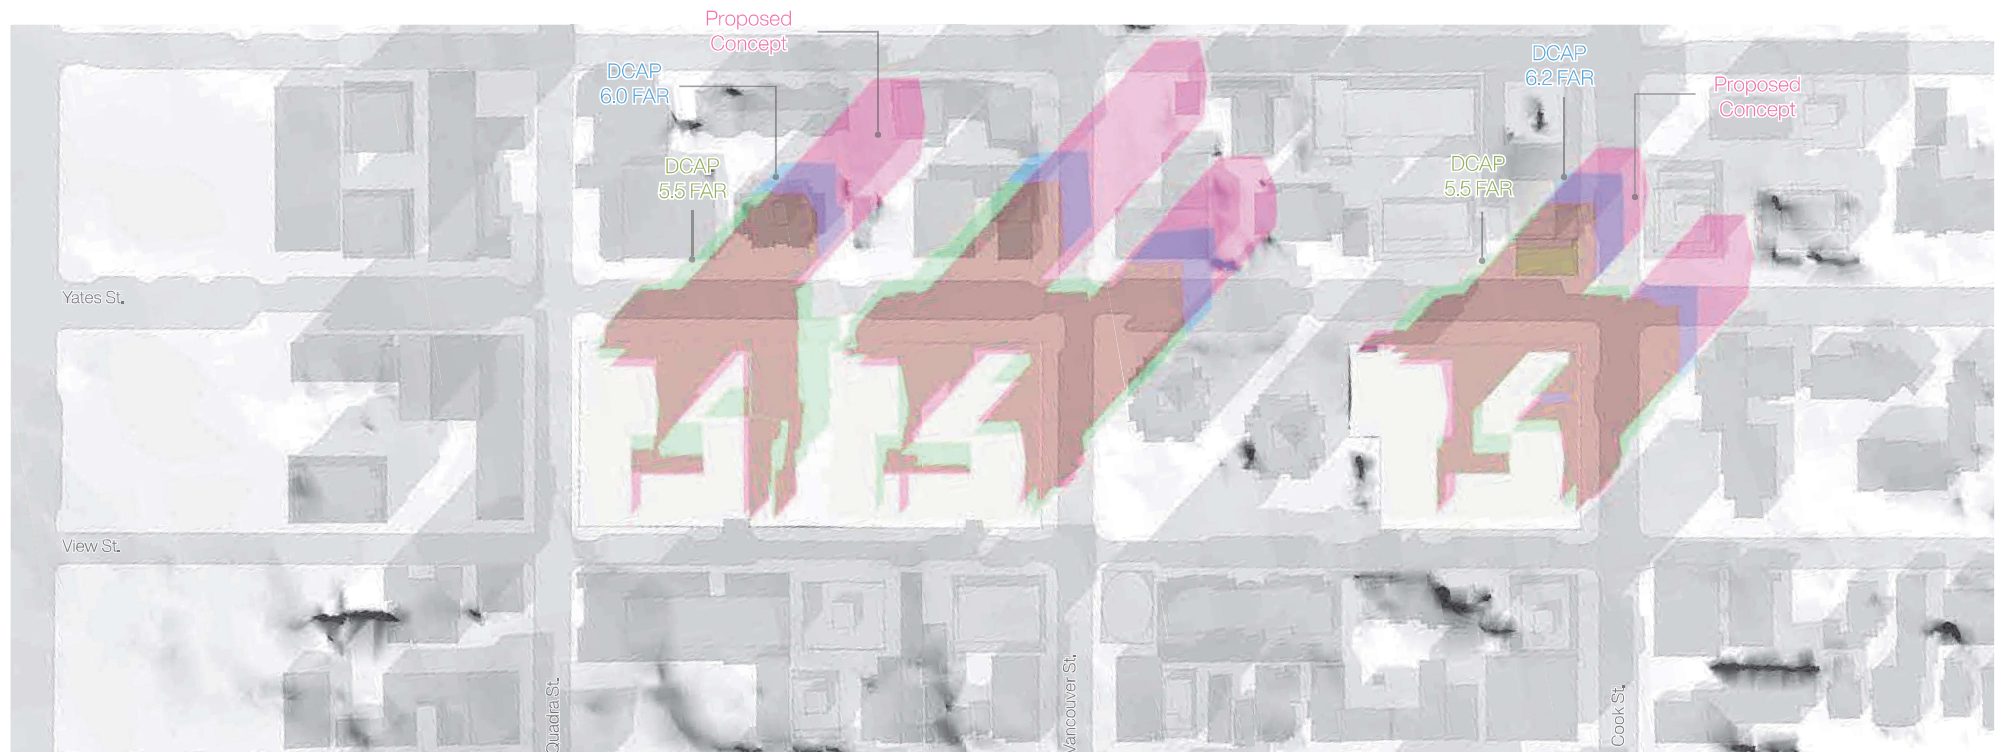 Proposed
Concept
DCAP
6.0 FAR
DCAP
5.5 FAR
DCAP
6.2 FAR
Proposed
Concept
DCAP
5.5 FAR
Yates St.
View St.
Quadra St.
Vancouver St.
Cook St.